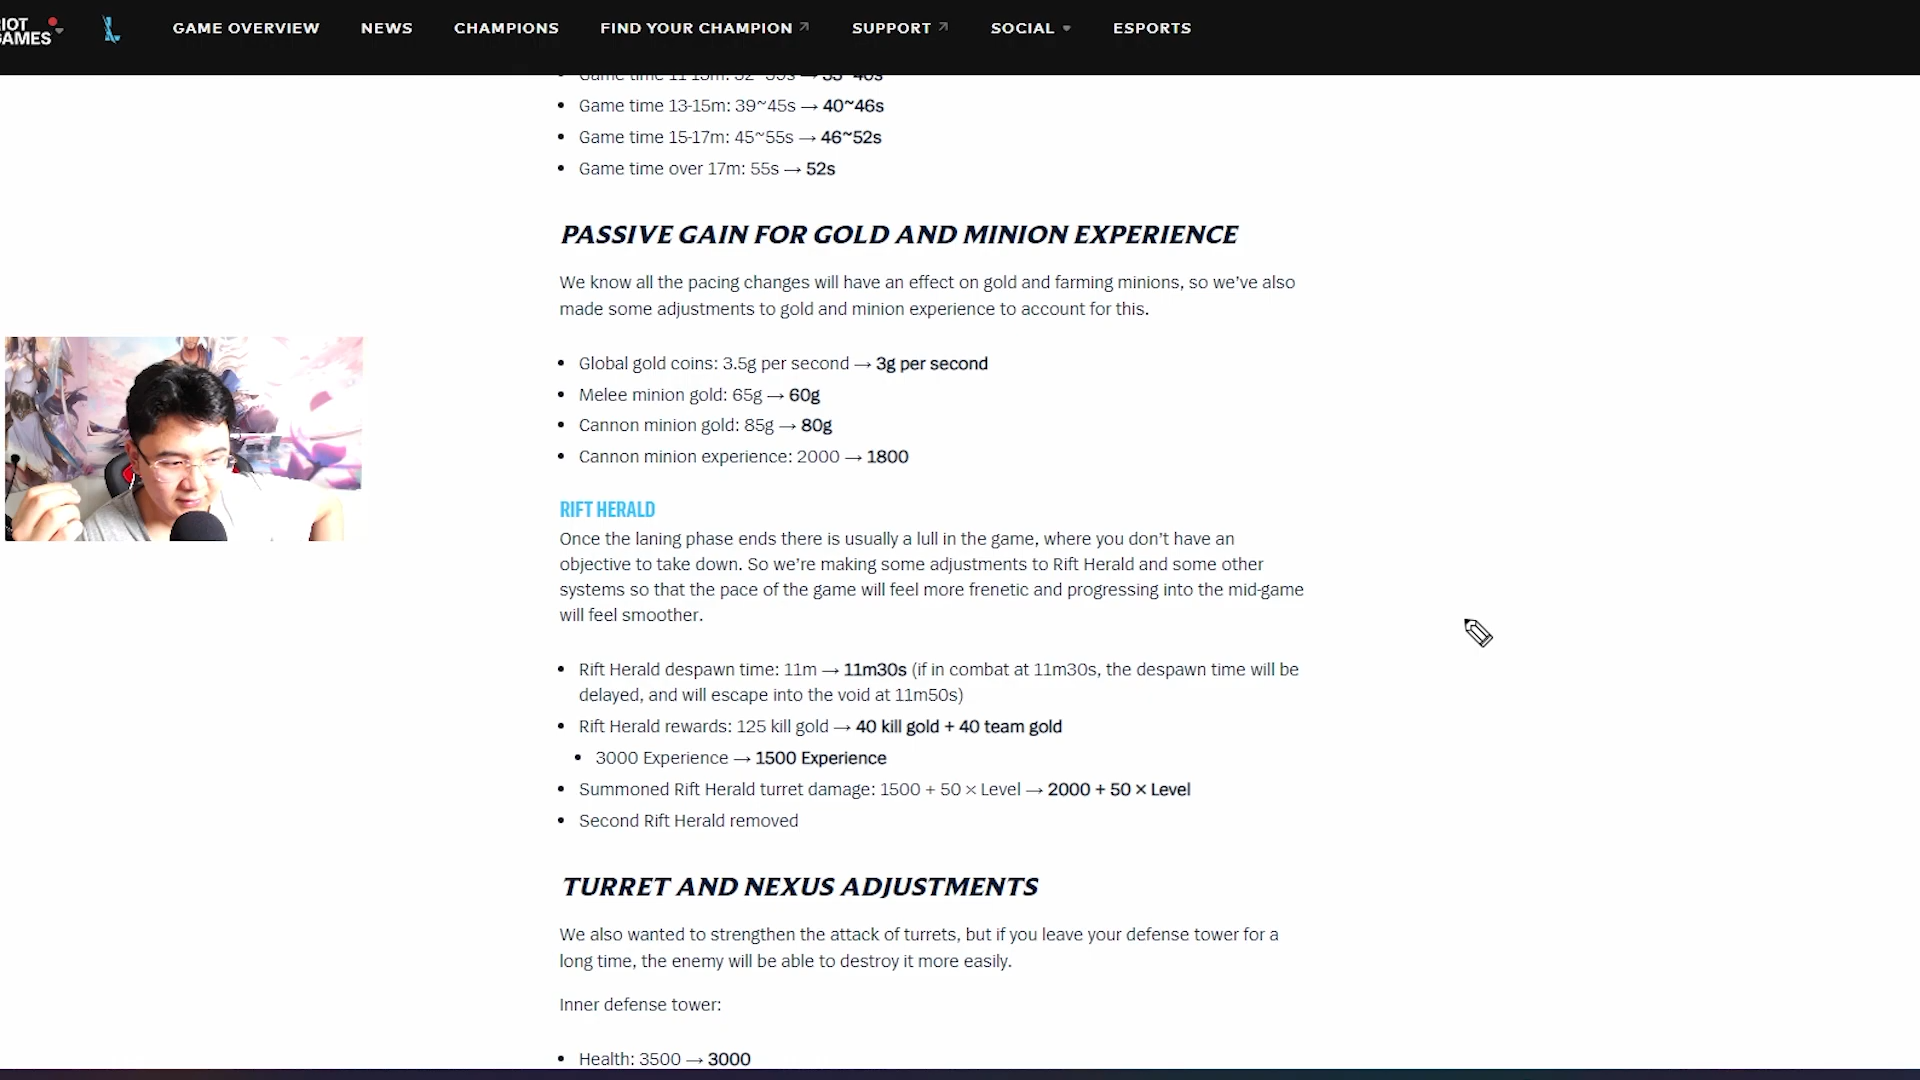 RIOT
GAMES
GAME OVERVIEW
NEWS
CHAMPIONS
FIND YOUR CHAMPION
SUPPORT
SOCIAL
ESPORTS
Game time 13-15m: 39~45s → 40~46s
Game time 15-17m: 45~55s → 46~52s
Game time over 17m: 55s → 52s
PASSIVE GAIN FOR GOLD AND MINION EXPERIENCE
We know all the pacing changes will have an effect on gold and farming minions, so we’ve also
made some adjustments to gold and minion experience to account for this.
Global gold coins: 3.5g per second → 3g per second
Melee minion gold: 65g → 60g
Cannon minion gold: 85g → 80g
Cannon minion experience: 2000 → 1800
RIFT HERALD
Once the laning phase ends there is usually a lull in the game, where you don’t have an
objective to take down. So we’re making some adjustments to Rift Herald and some other
systems so that the pace of the game will feel more frenetic and progressing into the mid-game
will feel smoother.
Rift Herald despawn time: 11m → 11m30s (if in combat at 11m30s, the despawn time will be
delayed, and will escape into the void at 11m50s)
Rift Herald rewards: 125 kill gold → 40 kill gold + 40 team gold
3000 Experience → 1500 Experience
Summoned Rift Herald turret damage: 1500 + 50 × Level → 2000 + 50 × Level
Second Rift Herald removed
TURRET AND NEXUS ADJUSTMENTS
We also wanted to strengthen the attack of turrets, but if you leave your defense tower for a
long time, the enemy will be able to destroy it more easily.
Inner defense tower:
Health: 3500 → 3000